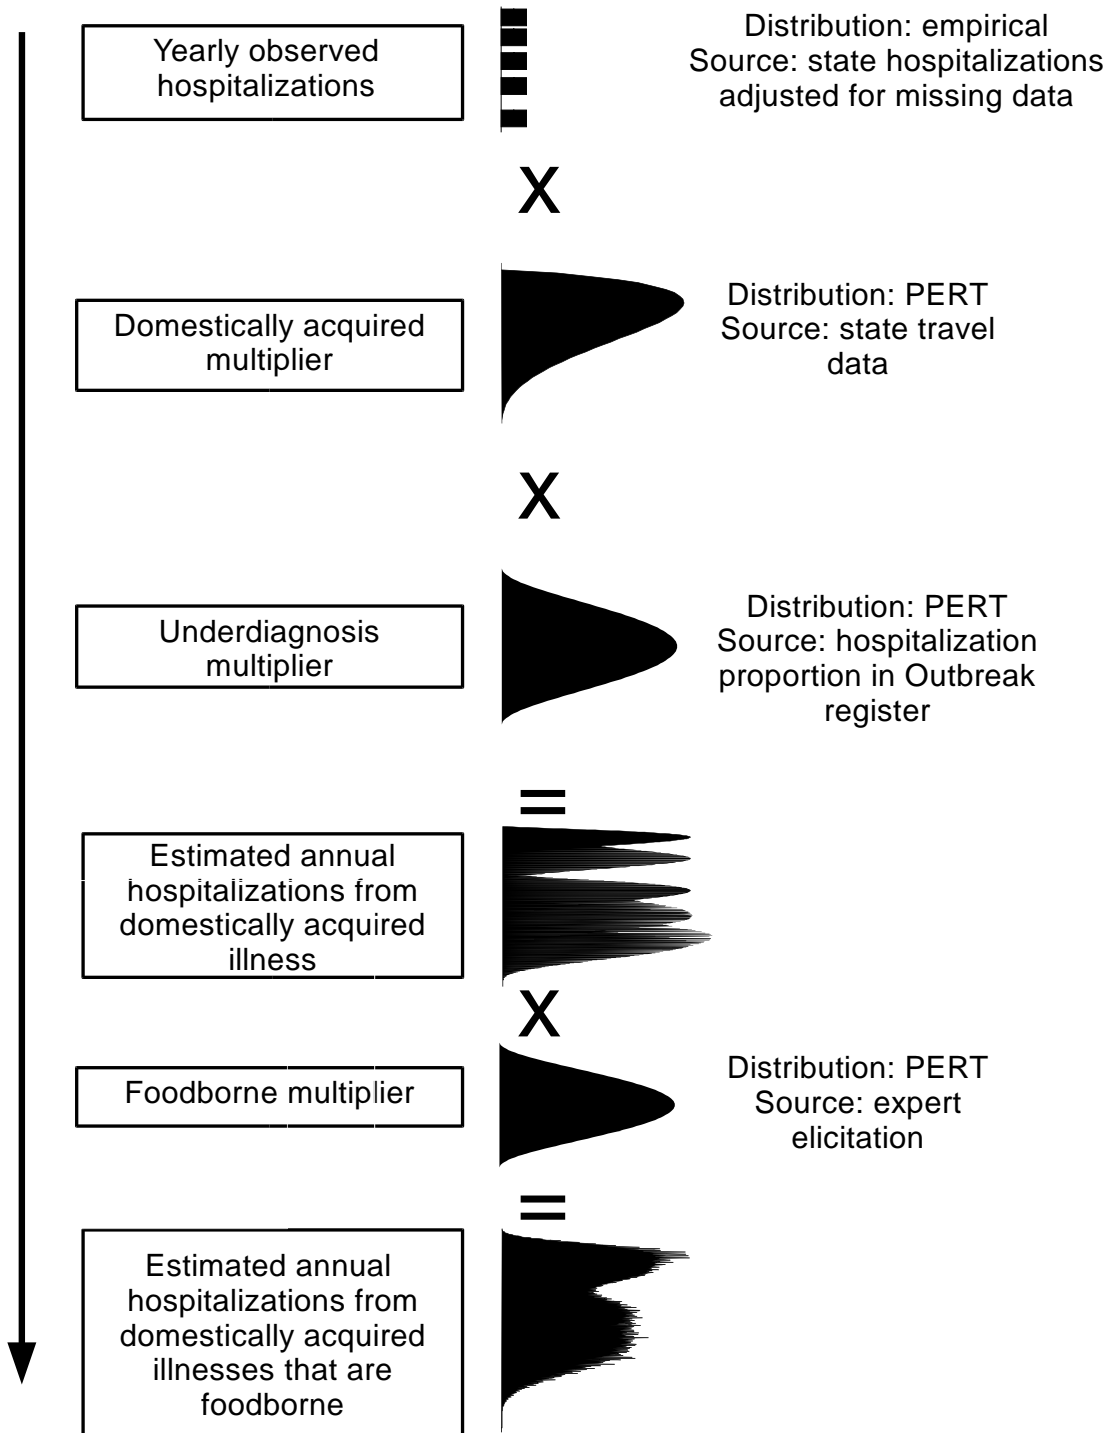 Yearly observed
hospitalizations
Distribution: empirical
Source: state hospitalizations
adjusted for missing data
X
Domestically acquired
multiplier
Distribution: PERT
Source: state travel
data
X
Underdiagnosis
multiplier
Distribution: PERT
Source: hospitalization
proportion in Outbreak
register
=
Estimated annual
hospitalizations from
domestically acquired
illness
X
Foodborne multiplier
Distribution: PERT
Source: expert
elicitation
=
Estimated annual
hospitalizations from
domestically acquired
illnesses that are
foodborne